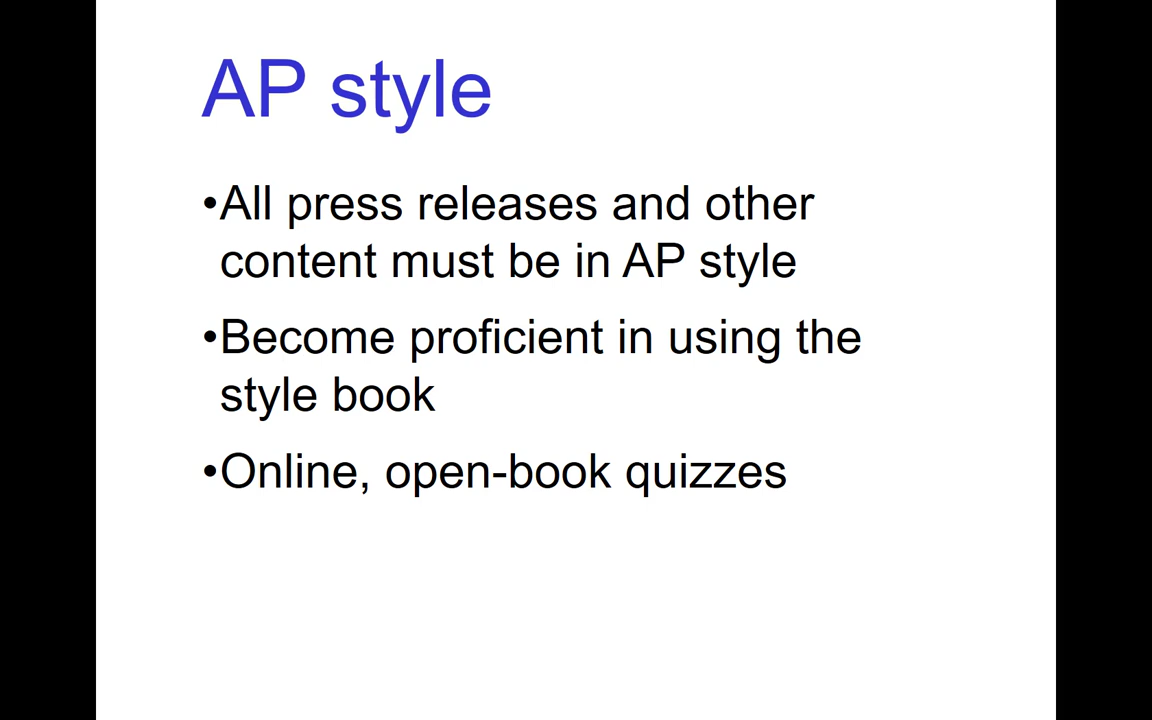 AP style
•All press releases and other
content must be in AP style
•Become proficient in using the
style book
•Online, open-book quizzes